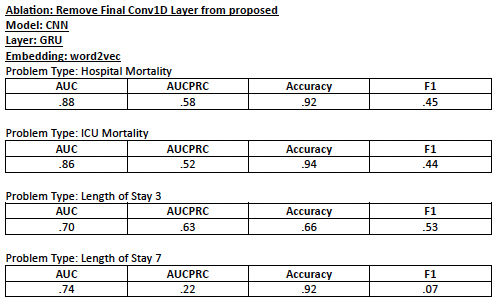 Ablation: Remove Final Conv1D Layer from proposed
Model: CNN
Layer: GRU
Embedding: word2vec
Problem Type: Hospital Mortality
AUC AUCPRC Accuracy F1
.88 .58 .92 .45
Problem Type: ICU Mortality
AUC AUCPRC Accuracy F1
.86 .52 .94 .44
Problem Type: Length of Stay 3
AUC AUCPRC Accuracy F1
.70 .63 .66 .53
Problem Type: Length of Stay 7
AUC AUCPRC Accuracy F1
.74 .22 .92 .07